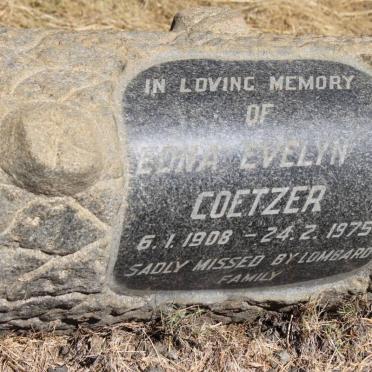 IN LOVING MEMORY
OF
EDNA EVELYN
COETZER
6.1.1908 - 24.2.1975
SADLY MISSED BY LOMBARD
FAMILY